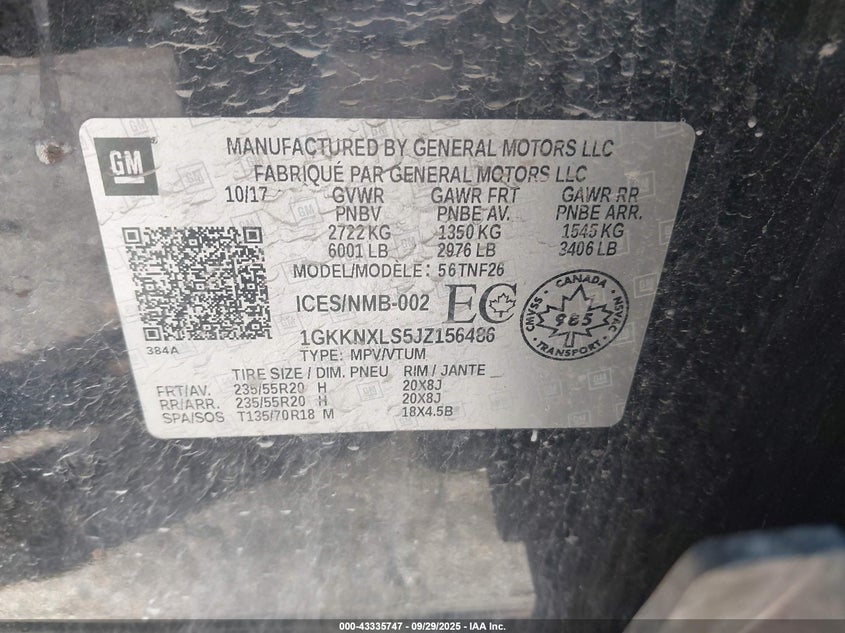 GM
MANUFACTURED BY GENERAL MOTORS LLC
FABRIQUÉ PAR GENERAL MOTORS LLC
10/17 GVWR GAWR FRT GAWR RR
PNBV PNBE AV. PNBE ARR.
2722 KG 1350 KG 1545 KG
6001 LB 2976 LB 3406 LB
MODEL/MODÈLE: 56TNF26
ICES/NMB-002 EC
CANADA
CMVSS 985 NSVAC
TRANSPORT
384A
1GKKNXLS5JZ156486
TYPE: MPV/VTUM
TIRE SIZE / DIM. PNEU RIM / JANTE
FRT/AV. 235/55R20 H 20X8J
RR/ARR. 235/55R20 H 20X8J
SPA/SOS T135/70R18 M 18X4.5B
000-43335747 - 09/29/2025 - IAA Inc.